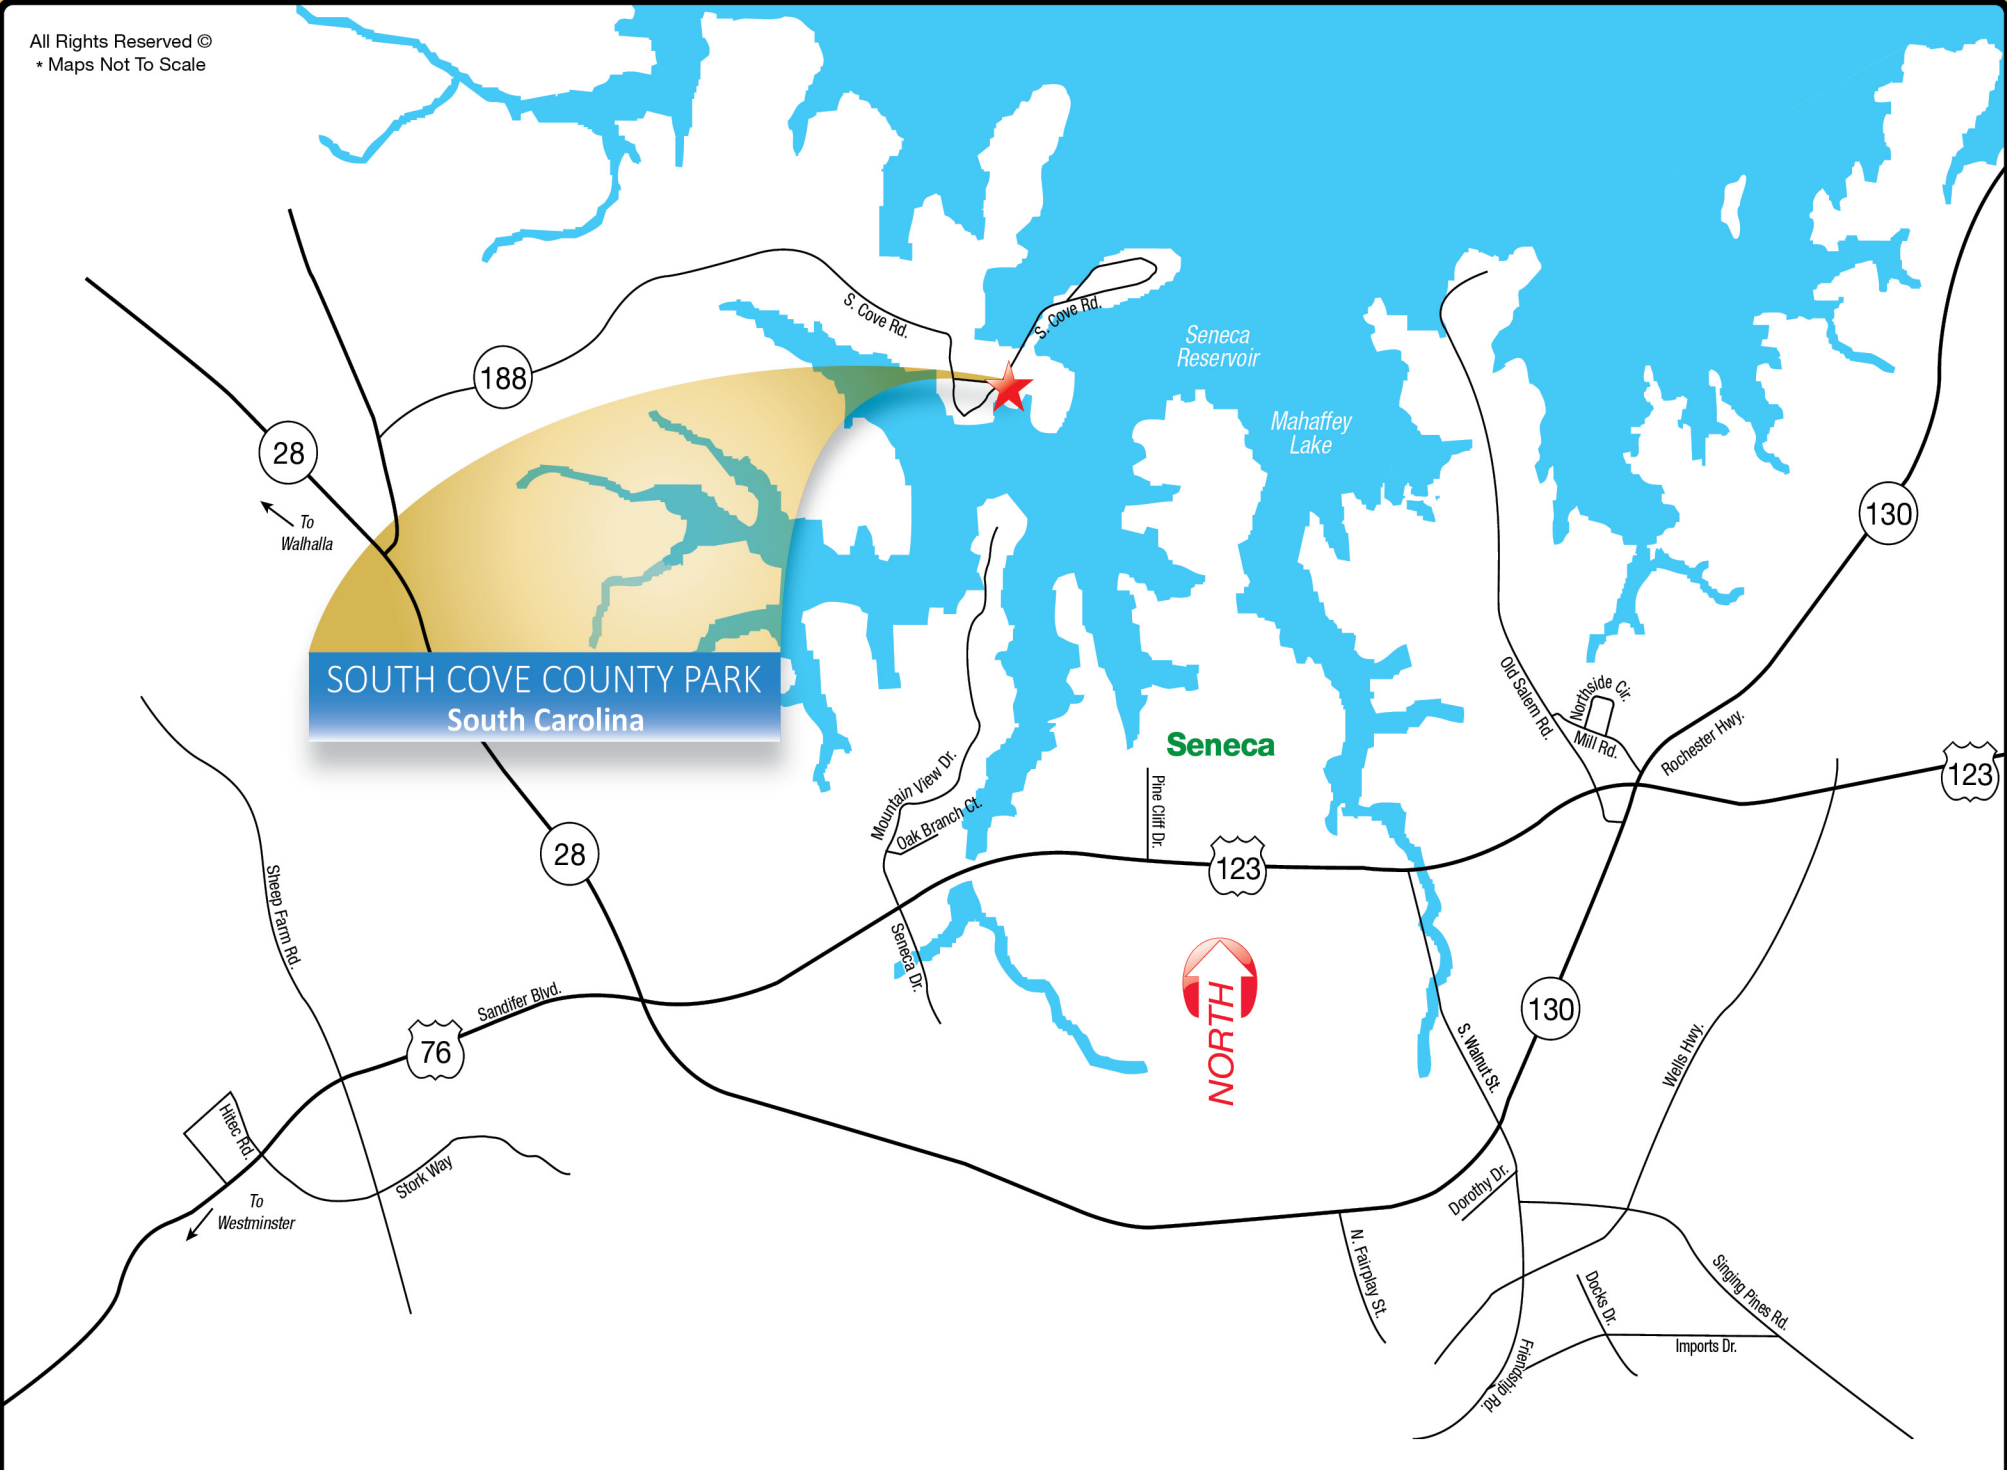 All Rights Reserved ©
* Maps Not To Scale
S. Cove Rd.
S. Cove Rd.
Seneca
Reservoir
188
Mahaffey
Lake
28
130
To
Walhalla
SOUTH COVE COUNTY PARK
South Carolina
Old Salem Rd.
Northside Cir.
Mill Rd.
Rochester Hwy.
Seneca
123
Mountain View Dr.
Oak Branch Ct.
Pine Cliff Dr.
28
123
Sheep Farm Rd.
Seneca Dr.
Sandifer Blvd.
NORTH
130
76
S. Walnut St.
Wells Hwy.
Hitec Rd.
Stork Way
Dorothy Dr.
To
Westminster
N. Fairplay St.
Docks Dr.
Singing Pines Rd.
Imports Dr.
Friendship Rd.